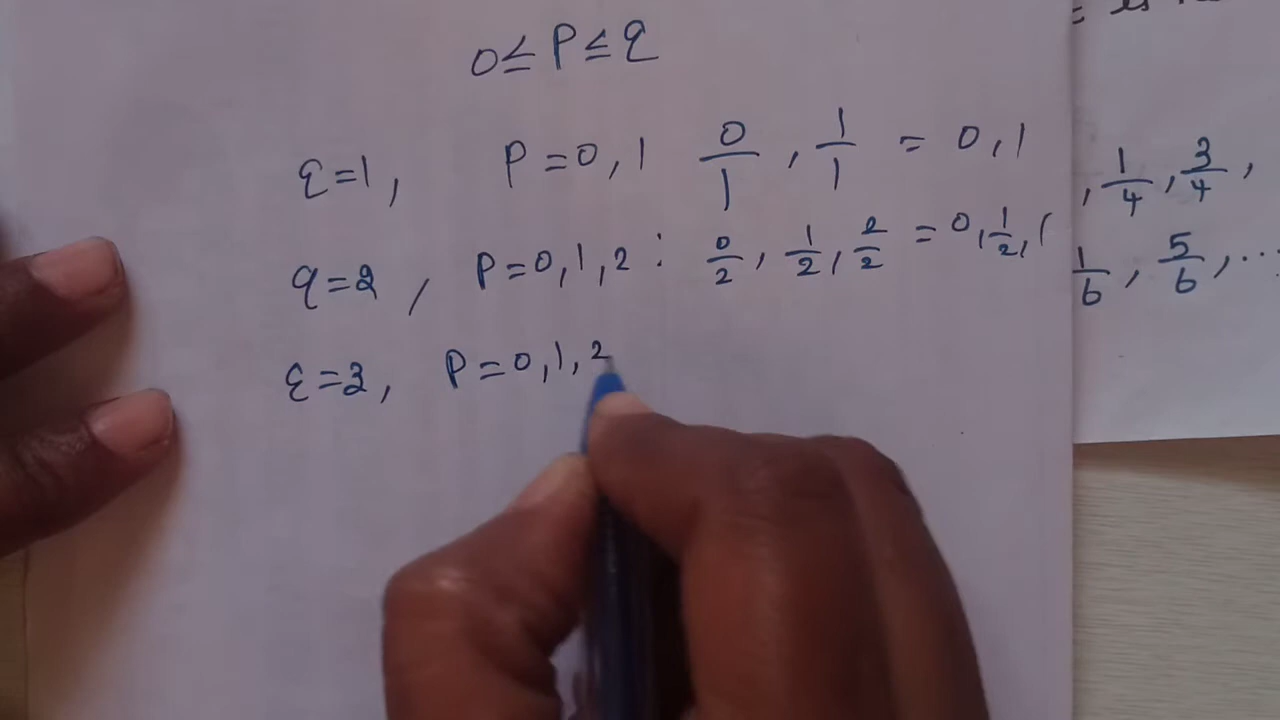 0 ≤ P ≤ q
q = 1, P = 0, 1 0/1, 1/1 = 0, 1
q = 2, P = 0, 1, 2 : 0/2, 1/2, 2/2 = 0, 1/2, 1
q = 3, P = 0, 1, 2
, 1/4, 3/4,
1/6, 5/6, ...